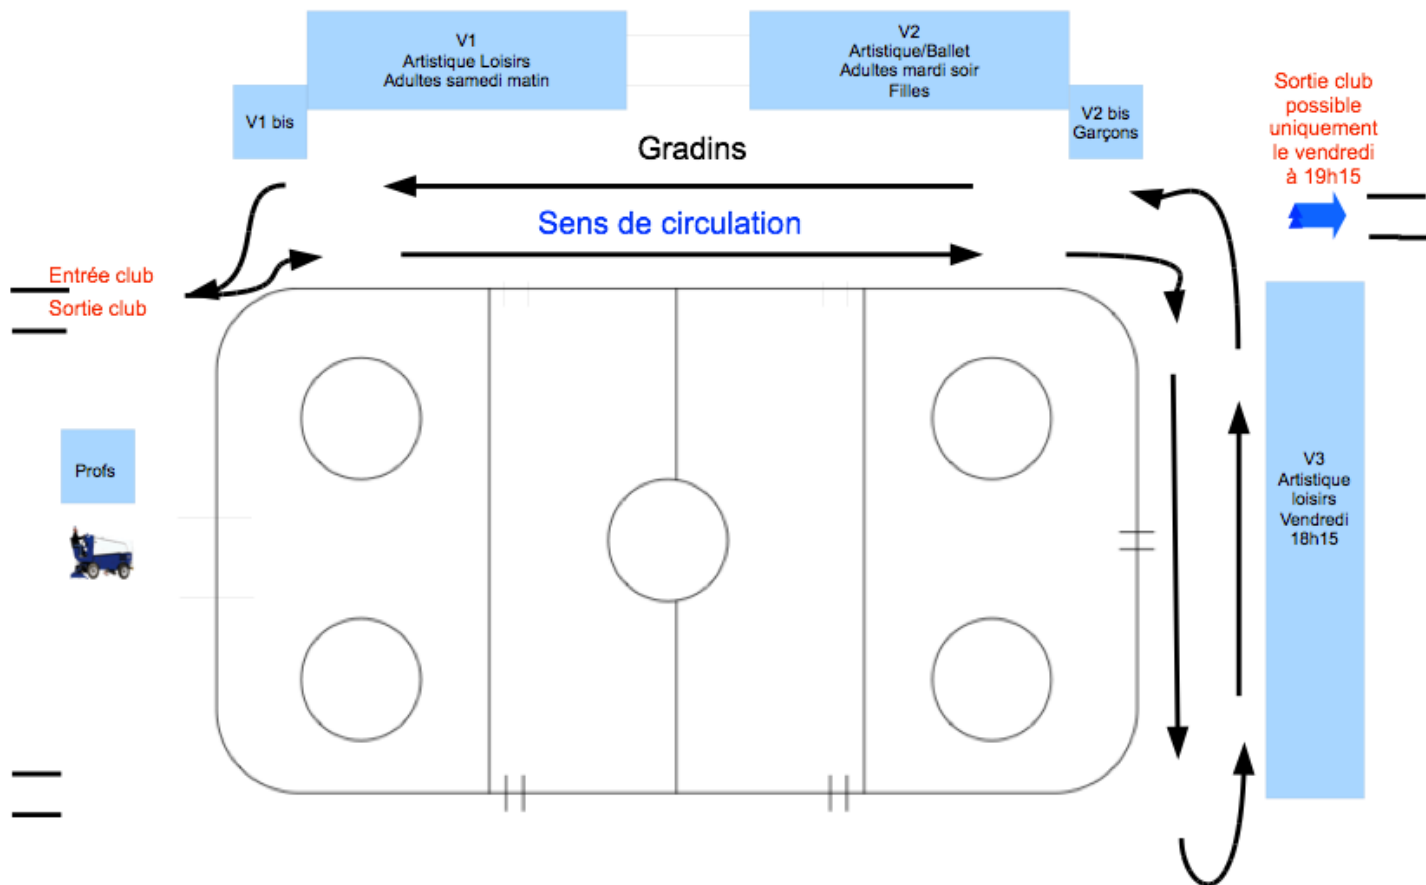 V1
Artistique Loisirs
Adultes samedi matin
V2
Artistique/Ballet
Adultes mardi soir
Filles
V1 bis
V2 bis
Garçons
Sortie club
possible
uniquement
le vendredi
à 19h15
Gradins
Sens de circulation
Entrée club
Sortie club
Profs
V3
Artistique
loisirs
Vendredi
18h15